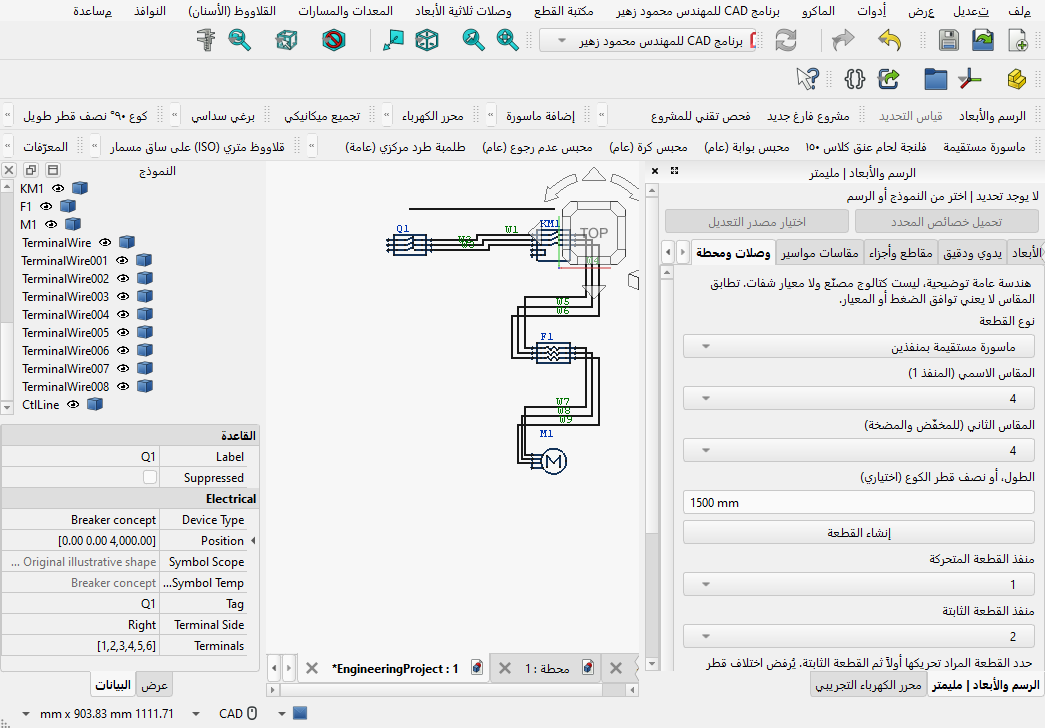 ملف تعديل عرض أدوات الماكرو برنامج CAD للمهندس محمود زهير مكتبة القطع وصلات ثلاثية الأبعاد المعدات والمسارات القلاووظ (الأسنان) النوافذ مساعدة
برنامج CAD للمهندس محمود زهير
الرسم والأبعاد قياس التحديد مشروع فارغ جديد فحص تقني للمشروع إضافة ماسورة محرر الكهرباء تجميع ميكانيكي برغي سداسي كوع ٩٠° نصف قطر طويل
ماسورة مستقيمة فلنجة لحام عنق كلاس ١٥٠ محبس بوابة (عام) محبس كرة (عام) محبس عدم رجوع (عام) طلمبة طرد مركزي (عامة) قلاووظ متري (ISO) على ساق مسمار المعرّفات
الرسم والأبعاد | مليمتر
لا يوجد تحديد | اختر من النموذج أو الرسم
تحميل خصائص المحدد اختيار مصدر التعديل
الأبعاد يدوي ودقيق مقاطع وأجزاء مقاسات مواسير وصلات ومحطة
هندسة عامة توضيحية، ليست كتالوج مصنّع ولا معيار شفات. تطابق
المقاس لا يعني توافق الضغط أو المعيار.
نوع القطعة
ماسورة مستقيمة بمنفذين
المقاس الاسمي (المنفذ 1)
4
المقاس الثاني (للمخفّض والمضخة)
4
الطول، أو نصف قطر الكوع (اختياري)
1500 mm
إنشاء القطعة
منفذ القطعة المتحركة
1
منفذ القطعة الثابتة
2
حدد القطعة المراد تحريكها أولاً ثم القطعة الثابتة. يُرفض اختلاف قطر
الرسم والأبعاد | مليمتر محرر الكهرباء التجريبي
TOP
Q1
W1
W2
W3
KM1
W4
W5
W6
F1
W7
W8
W9
M1
M
محطة : 1 EngineeringProject : 1*
النموذج
KM1
F1
M1
TerminalWire
TerminalWire001
TerminalWire002
TerminalWire003
TerminalWire004
TerminalWire005
TerminalWire006
TerminalWire007
TerminalWire008
CtlLine
القاعدة
Label Q1
Suppressed
Electrical
Device Type Breaker concept
Position [0.00 0.00 4,000.00]
Symbol Scope Original illustrative shape ...
Symbol Temp... Breaker concept
Tag Q1
Terminal Side Right
Terminals [1,2,3,4,5,6]
عرض البيانات
CAD
1111.71 mm x 903.83 mm